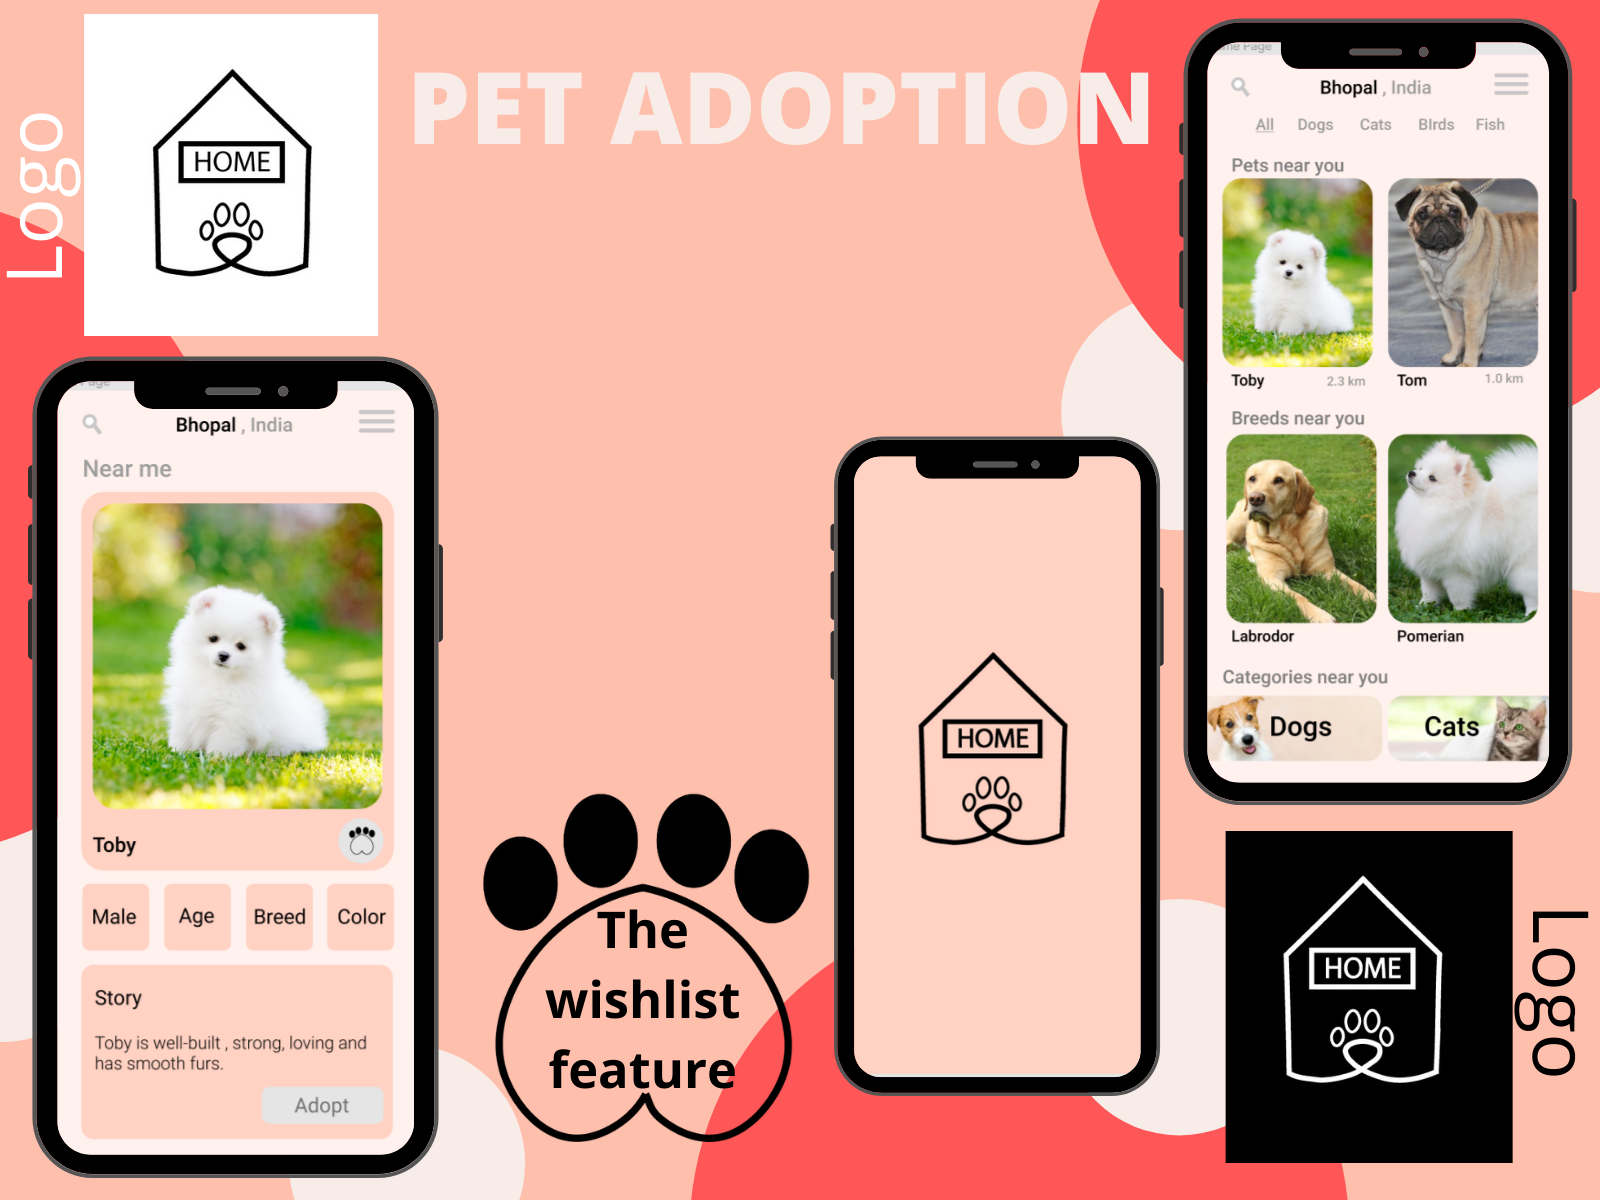 Logo
HOME
PET ADOPTION
me Page
Bhopal , India
All Dogs Cats BIrds Fish
Pets near you
Toby 2.3 km Tom 1.0 km
Breeds near you
Labrodor Pomerian
Categories near you
Dogs Cats
Page
Bhopal , India
Near me
Toby
Male Age Breed Color
Story
Toby is well-built , strong, loving and
has smooth furs.
Adopt
The
wishlist
feature
HOME
HOME
Logo